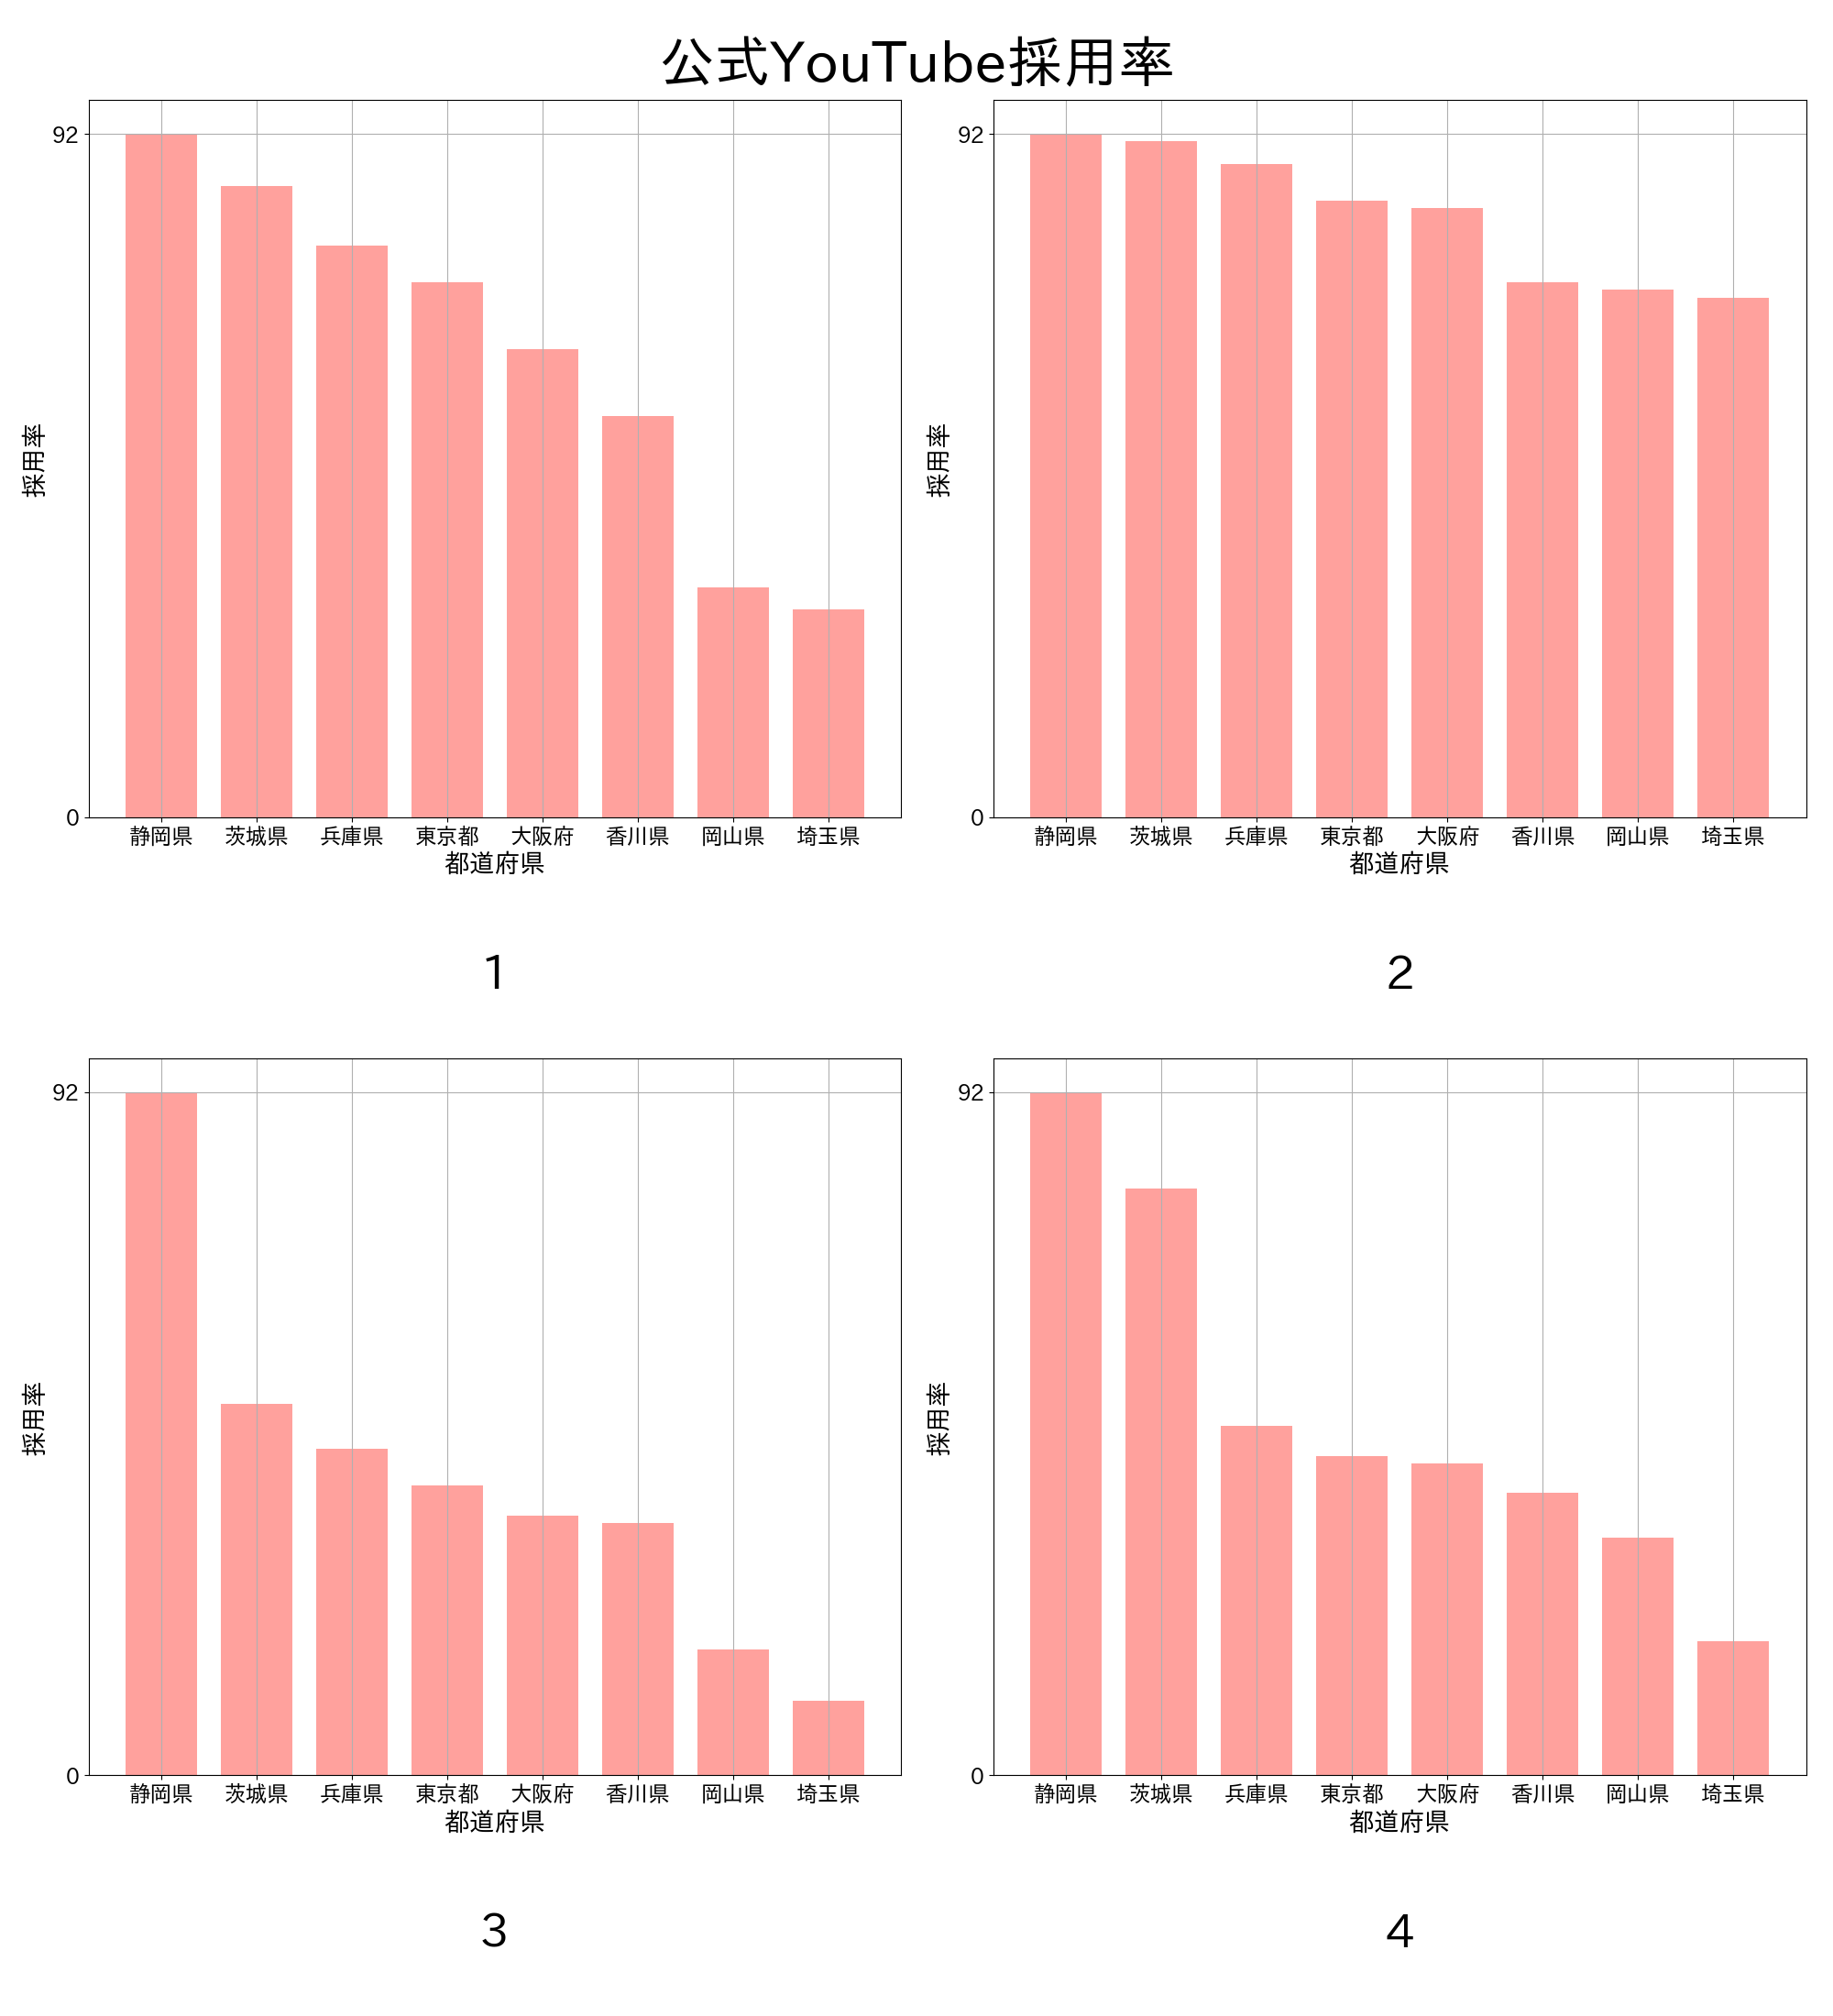 公式YouTube採用率
92
0
採用率
静岡県 茨城県 兵庫県 東京都 大阪府 香川県 岡山県 埼玉県
都道府県
1
92
0
採用率
静岡県 茨城県 兵庫県 東京都 大阪府 香川県 岡山県 埼玉県
都道府県
2
92
0
採用率
静岡県 茨城県 兵庫県 東京都 大阪府 香川県 岡山県 埼玉県
都道府県
3
92
0
採用率
静岡県 茨城県 兵庫県 東京都 大阪府 香川県 岡山県 埼玉県
都道府県
4